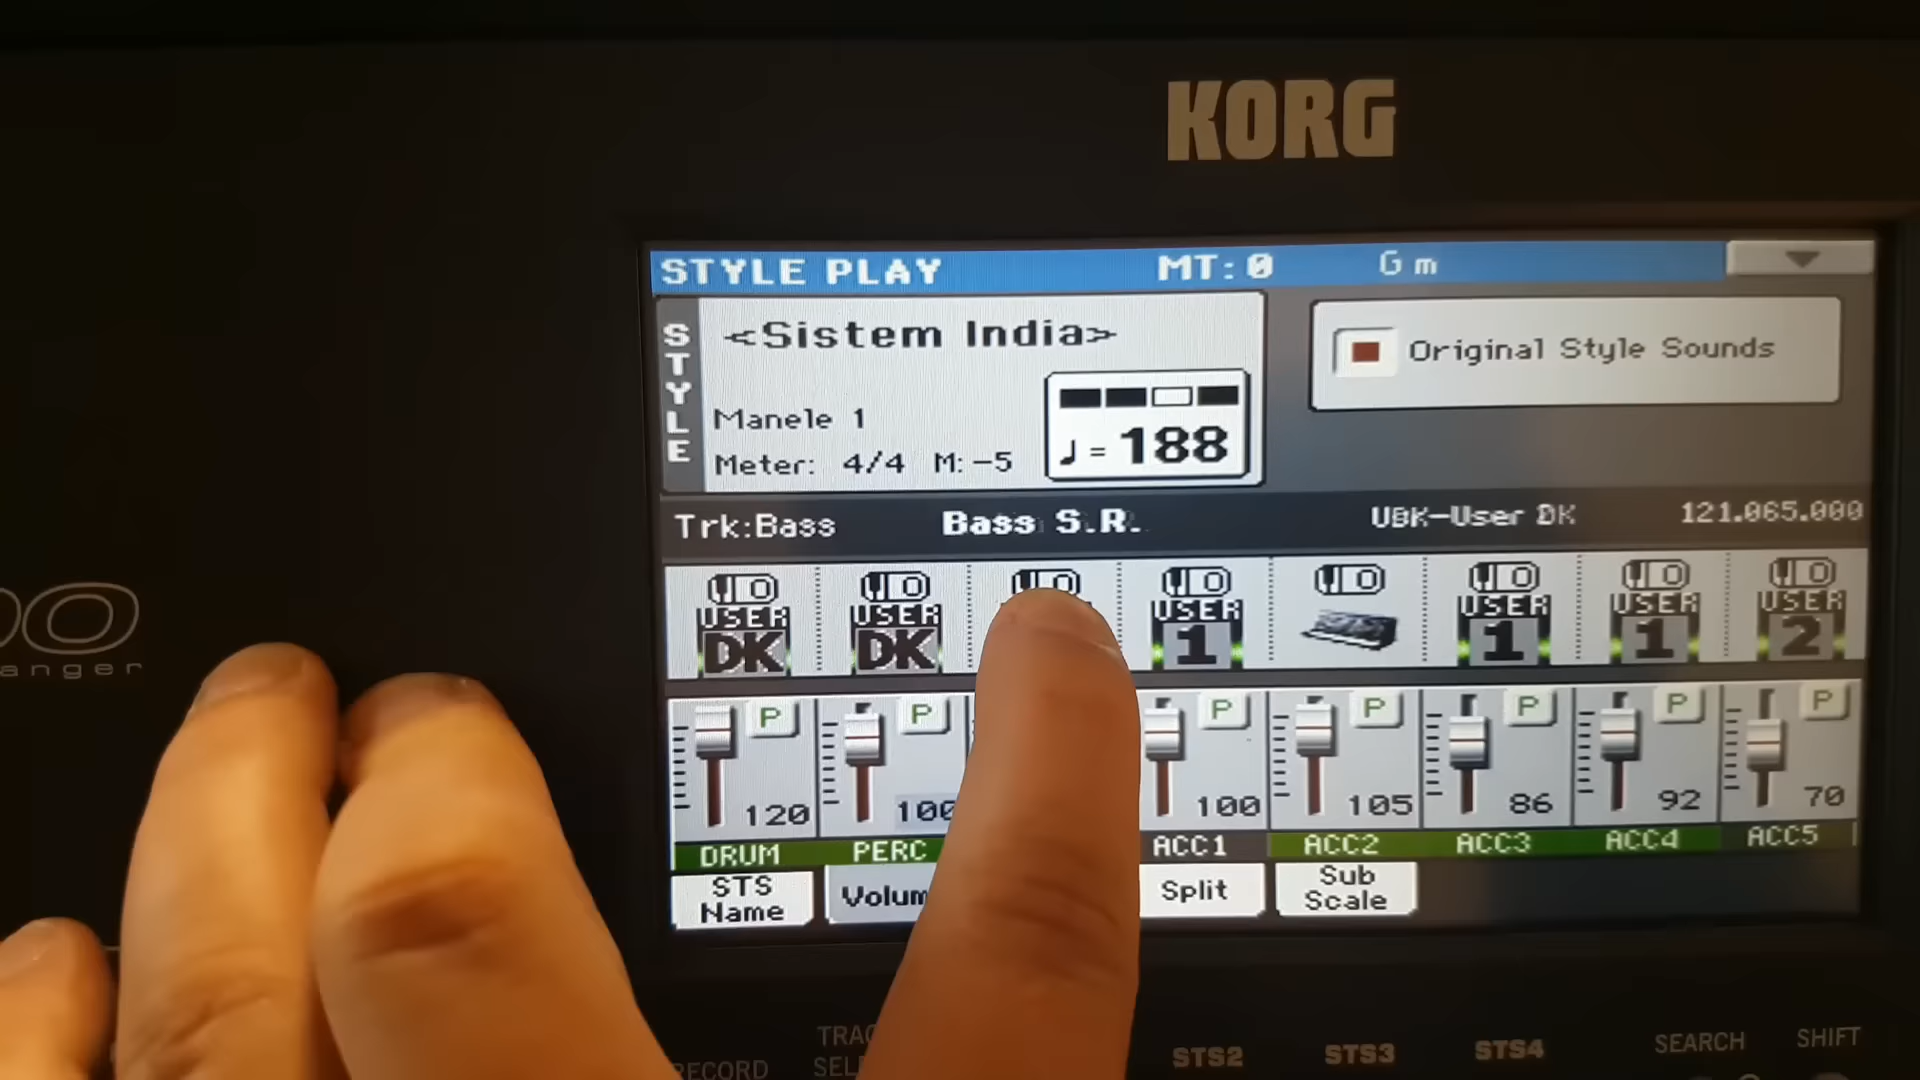 KORG
STYLE PLAY MT: 0 G m
STYLE
<Sistem India>
Original Style Sounds
Manele 1
Meter: 4/4 M: -5
♩ = 188
Trk:Bass Bass S.R. UDK-User DK 121.065.000
USER DK
USER DK
USER 1
USER 1
USER 1
USER 2
P P P P P P P
120 100 100 105 86 92 70
DRUM PERC ACC1 ACC2 ACC3 ACC4 ACC5
STS Name
Split
Sub Scale
anger
STS2 STS3 STS4 SEARCH SHIFT